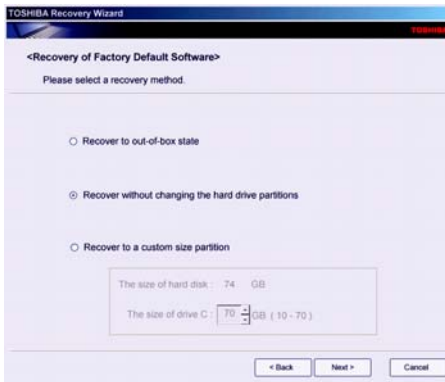 TOSHIBA Recovery Wizard
TOSHIBA
<Recovery of Factory Default Software>
Please select a recovery method.
Recover to out-of-box state
Recover without changing the hard drive partitions
Recover to a custom size partition
The size of hard disk : 74 GB
The size of drive C : 70 GB ( 10 - 70 )
< Back Next > Cancel